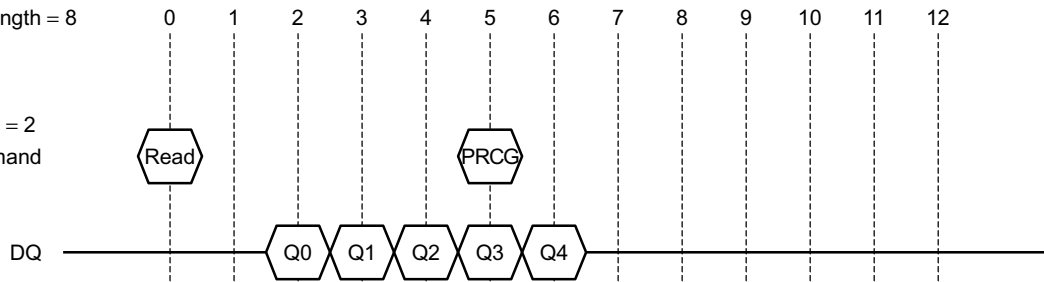 ngth = 8 0 1 2 3 4 5 6 7 8 9 10 11 12
= 2
nand Read PRCG
DQ Q0 Q1 Q2 Q3 Q4